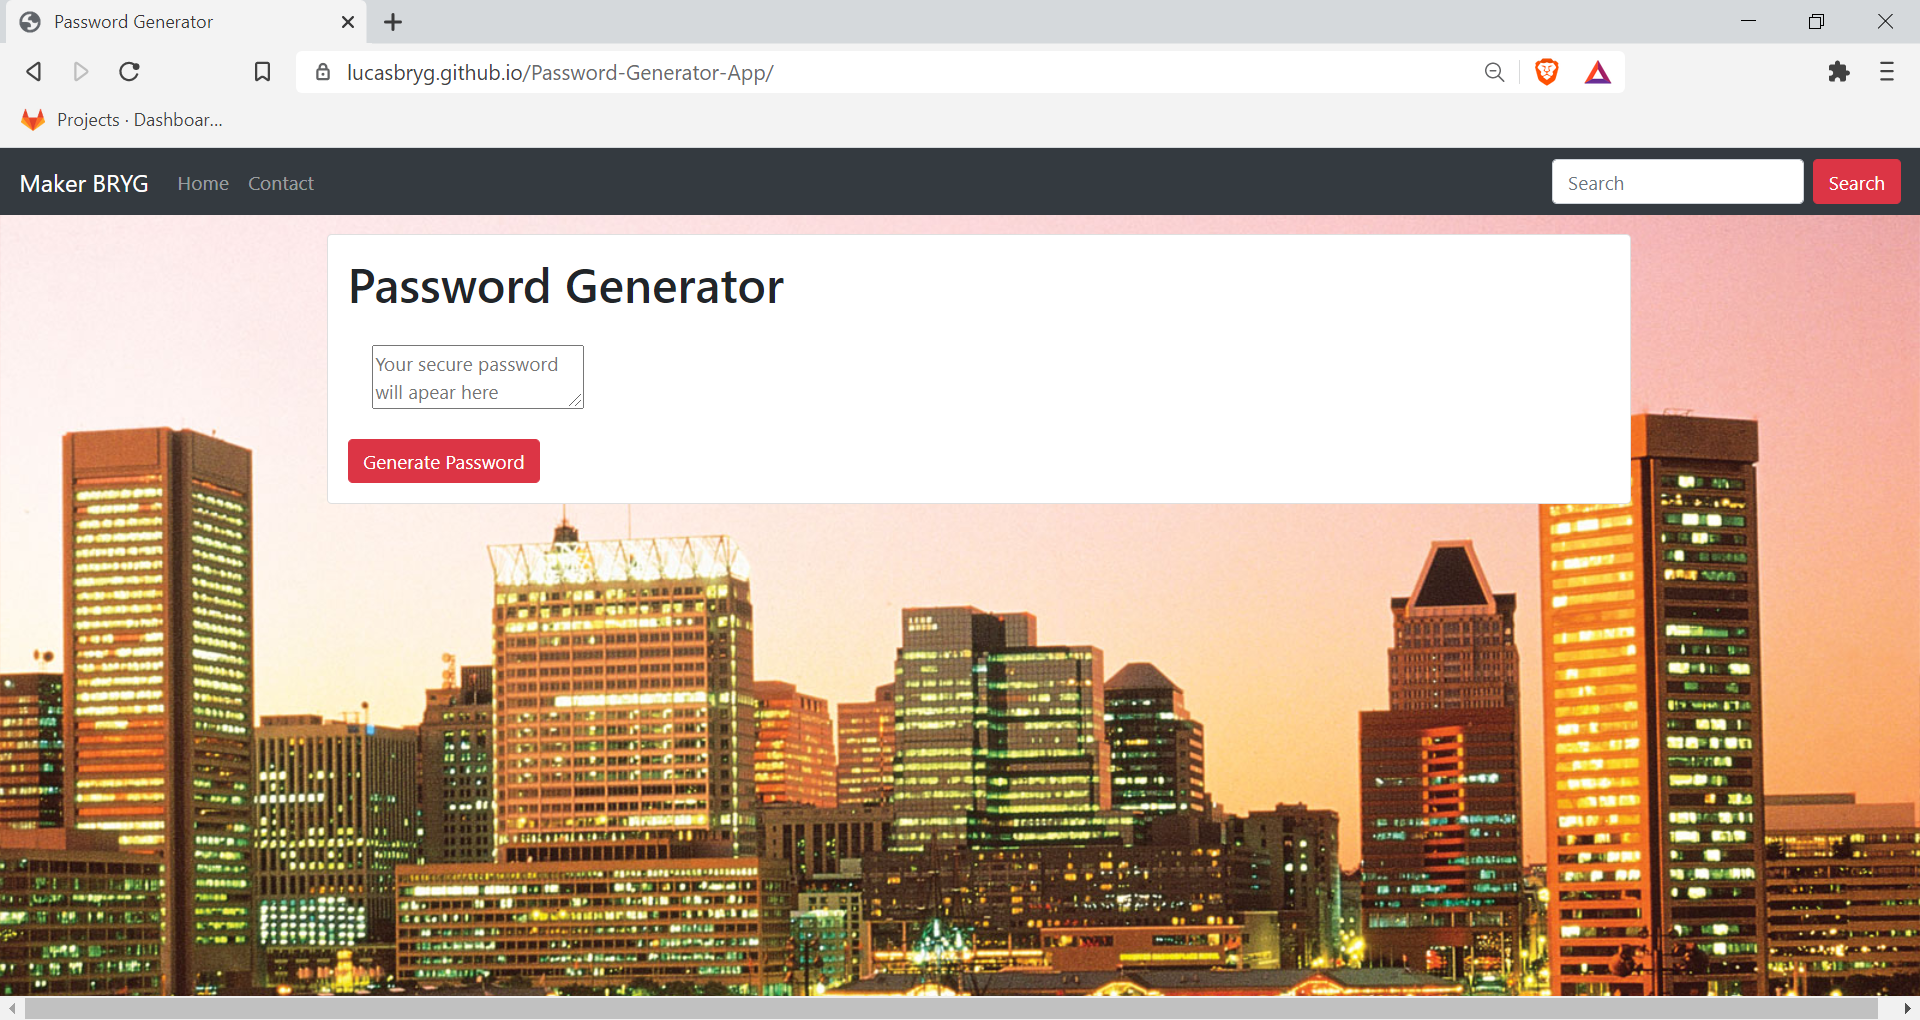 Password Generator
lucasbryg.github.io/Password-Generator-App/
Projects · Dashboar...
Maker BRYG Home Contact Search Search
Password Generator
Your secure password
will apear here
Generate Password